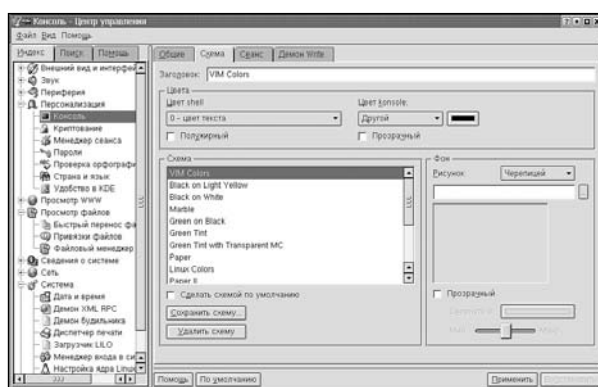 Консоль - Центр управления
Файл Вид Помощь
Индекс Поиск Помощь
Внешний вид и интерфей
Звук
Периферия
Персонализация
Консоль
Криптование
Менеджер сеанса
Пароли
Проверка орфографи
Страна и язык
Удобство в KDE
Просмотр WWW
Просмотр файлов
Быстрый перенос фа
Привязки файлов
Файловый менеджер
Сведения о системе
Сеть
Система
Дата и время
Демон XML RPC
Демон будильника
Диспетчер печати
Загрузчик LILO
Менеджер входа в си
Настройка ядра Linux
Общие Схема Сеанс Демон Write
Заголовок: VIM Colors
Цвета
Цвет shell Цвет konsole:
0 - цвет текста Другой
Полужирный Прозрачный
Схема
VIM Colors
Black on Light Yellow
Black on White
Marble
Green on Black
Green Tint
Green Tint with Transparent MC
Paper
Linux Colors
Paper II
Сделать схемой по умолчанию
Сохранить схему...
Удалить схему
Фон
Рисунок: Черепицей
...
Прозрачный
Помощь По умолчанию Применить